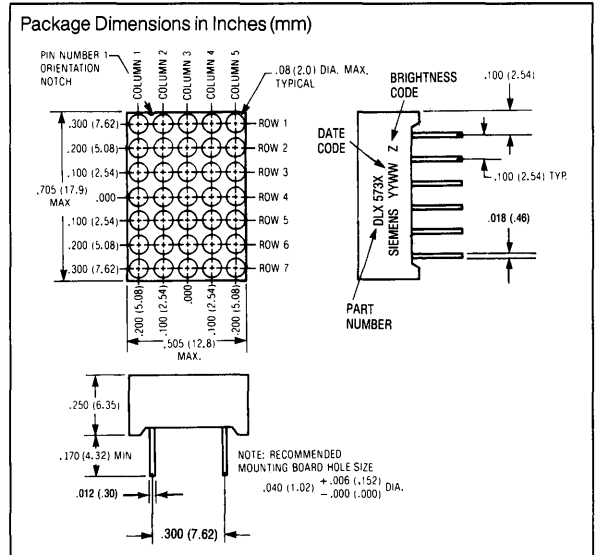 Package Dimensions in Inches (mm)
PIN NUMBER 1
ORIENTATION
NOTCH
COLUMN 1
COLUMN 2
COLUMN 3
COLUMN 4
COLUMN 5
.08 (2.0) DIA. MAX.
TYPICAL
.300 (7.62)
ROW 1
.200 (5.08)
ROW 2
.100 (2.54)
ROW 3
.705 (17.9)
MAX
.000
ROW 4
.100 (2.54)
ROW 5
.200 (5.08)
ROW 6
.300 (7.62)
ROW 7
.200 (5.08)
.100 (2.54)
.000
.100 (2.54)
.200 (5.08)
.505 (12.8)
MAX.
BRIGHTNESS
CODE
.100 (2.54)
DATE
CODE
DLX 573X
SIEMENS YYWW Z
.100 (2.54) TYP.
.018 (.46)
PART
NUMBER
.250 (6.35)
.170 (4.32) MIN
.012 (.30)
.300 (7.62)
NOTE: RECOMMENDED
MOUNTING BOARD HOLE SIZE
.040 (1.02) +.006 (.152) DIA.
-.000 (.000)